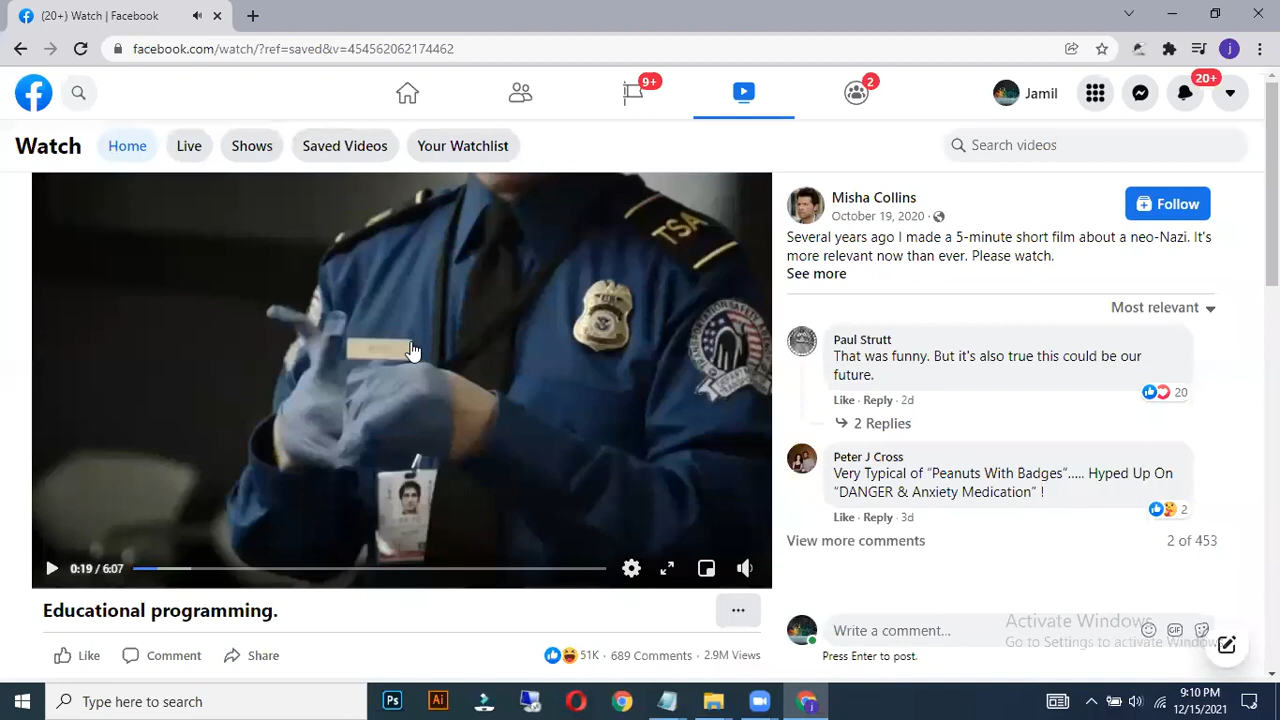 (20+) Watch | Facebook
facebook.com/watch/?ref=saved&v=454562062174462
9+
2
Jamil
20+
Watch
Home
Live
Shows
Saved Videos
Your Watchlist
Search videos
TSA
U.S.
Misha Collins
October 19, 2020 ·
Follow
Several years ago I made a 5-minute short film about a neo-Nazi. It's
more relevant now than ever. Please watch.
See more
Most relevant
Paul Strutt
That was funny. But it's also true this could be our
future.
20
Like · Reply · 2d
2 Replies
Peter J Cross
Very Typical of “Peanuts With Badges”..... Hyped Up On
“DANGER & Anxiety Medication” !
2
Like · Reply · 3d
View more comments
2 of 453
0:19 / 6:07
Educational programming.
...
Like
Comment
Share
51K · 689 Comments · 2.9M Views
Write a comment...
GIF
Press Enter to post.
Activate Windows
Go to Settings to activate Window
Type here to search
Ps
Ai
9:10 PM
12/15/2021